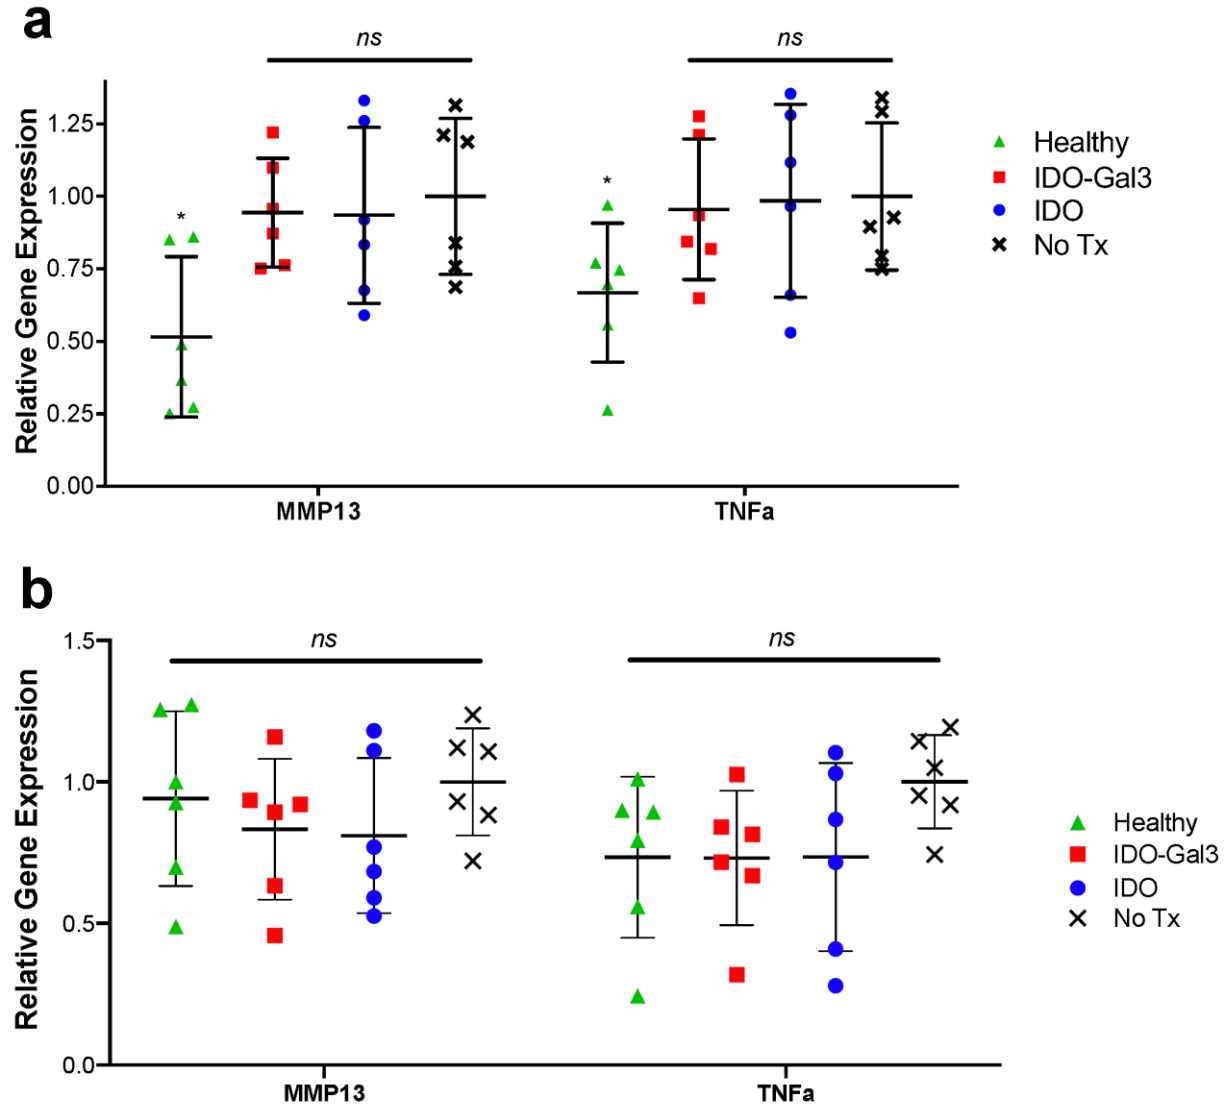 a
ns
ns
Relative Gene Expression
1.25
1.00
0.75
0.50
0.25
0.00
*
*
MMP13
TNFa
Healthy
IDO-Gal3
IDO
No Tx
b
ns
ns
Relative Gene Expression
1.5
1.0
0.5
0.0
MMP13
TNFa
Healthy
IDO-Gal3
IDO
No Tx